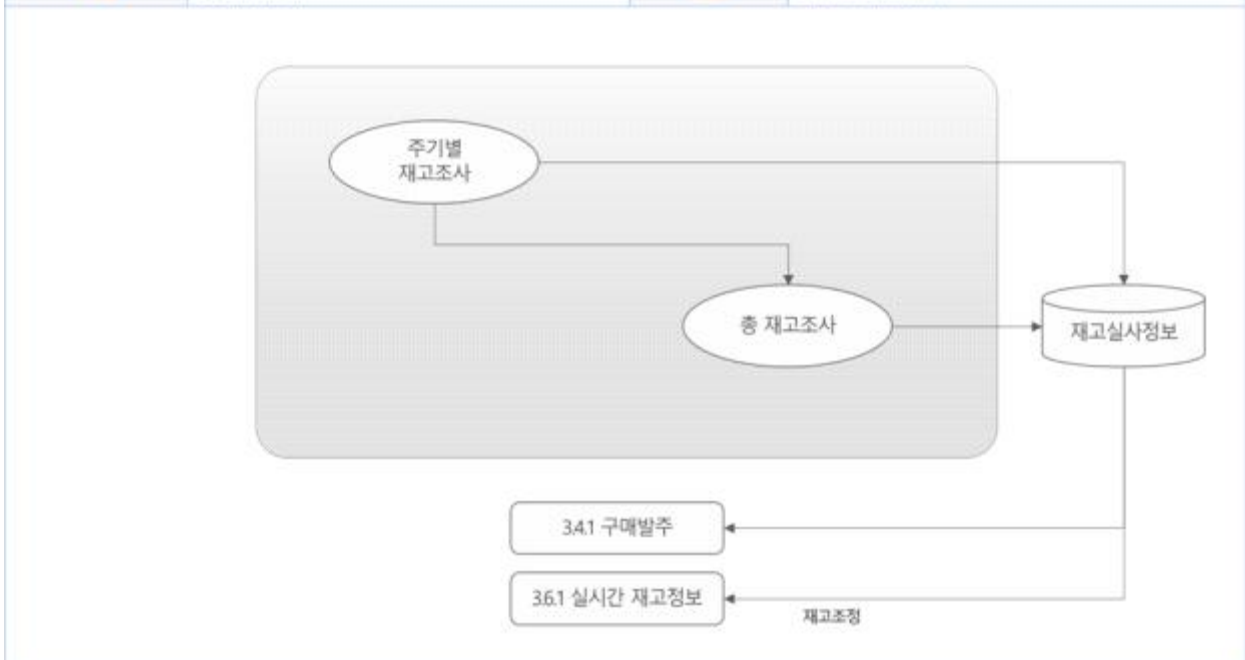 주기별
재고조사
총 재고조사
재고실사정보
3.4.1 구매발주
3.6.1 실시간 재고정보
재고조정